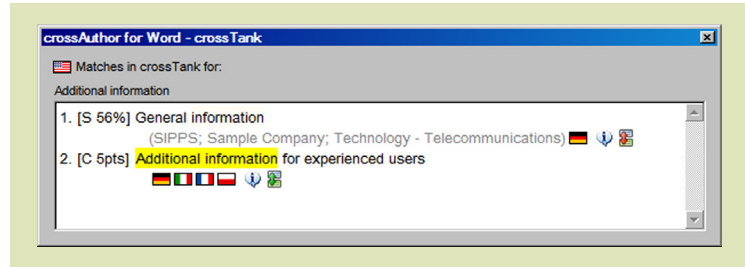 crossAuthor for Word - crossTank
Matches in crossTank for:
Additional information
1. [S 56%] General information
(SIPPS; Sample Company; Technology - Telecommunications)
2. [C 5pts] Additional information for experienced users